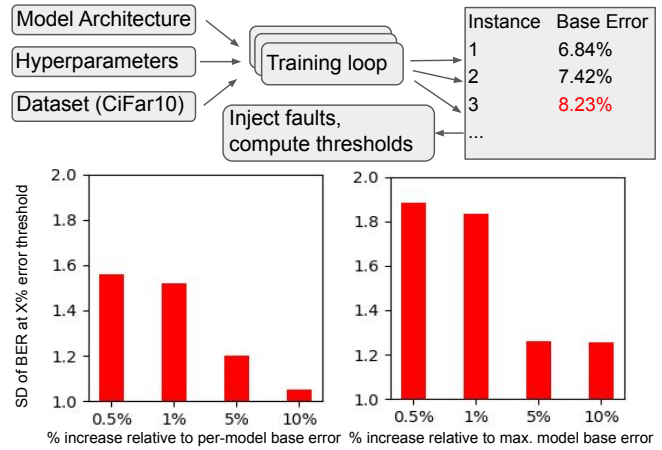 Model Architecture
Hyperparameters
Dataset (CiFar10)
Training loop
Inject faults,
compute thresholds
Instance Base Error
1 6.84%
2 7.42%
3 8.23%
...
SD of BER at X% error threshold
2.0
1.8
1.6
1.4
1.2
1.0
0.5% 1% 5% 10%
% increase relative to per-model base error
2.0
1.8
1.6
1.4
1.2
1.0
0.5% 1% 5% 10%
% increase relative to max. model base error